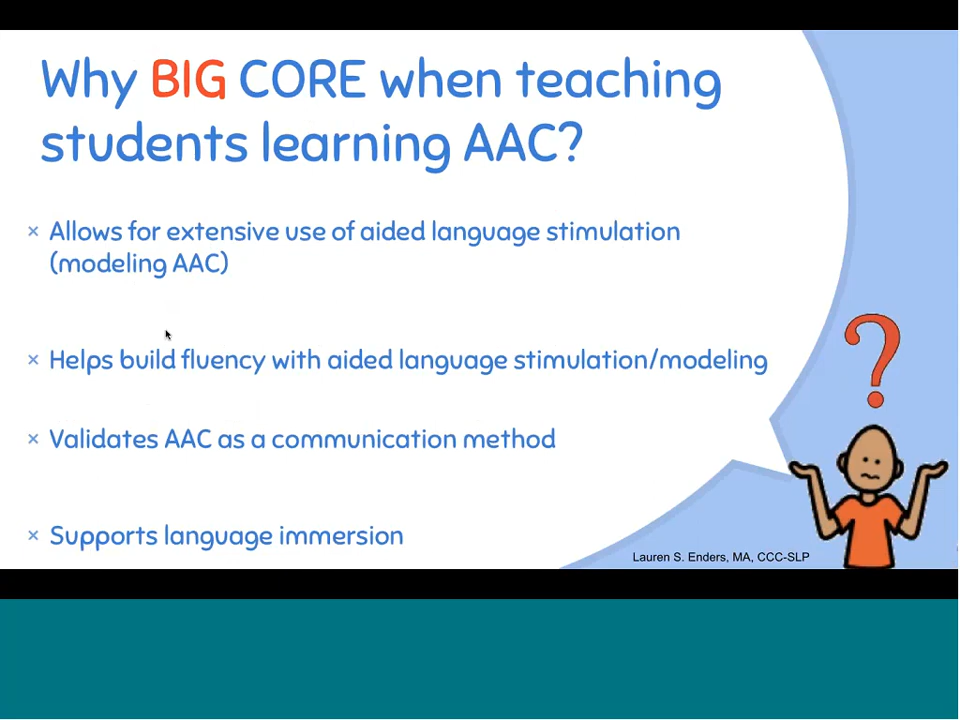 Why BIG CORE when teaching
students learning AAC?
× Allows for extensive use of aided language stimulation
(modeling AAC)
× Helps build fluency with aided language stimulation/modeling
× Validates AAC as a communication method
× Supports language immersion
?
Lauren S. Enders, MA, CCC-SLP